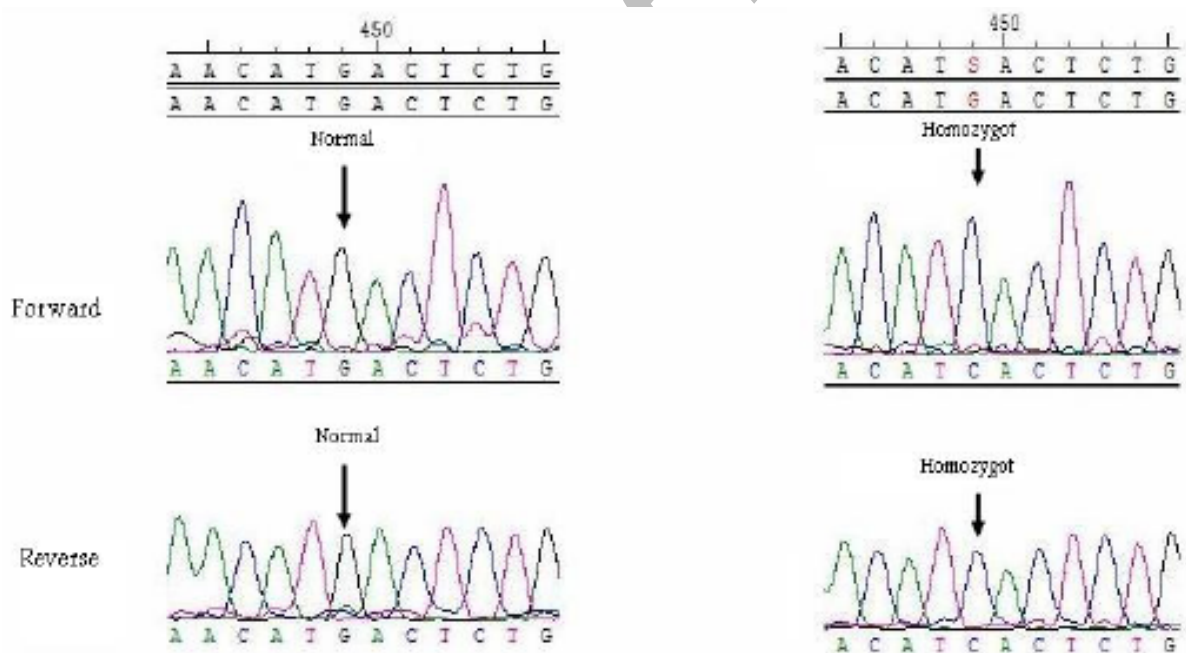 450
A A C A T G A C T C T G
A A C A T G A C T C T G
Normal
Forward
A A C A T G A C T C T G
Normal
Reverse
A A C A T G A C T C T G
450
A C A T S A C T C T G
A C A T G A C T C T G
Homozygot
A C A T C A C T C T G
Homozygot
A C A T C A C T C T G